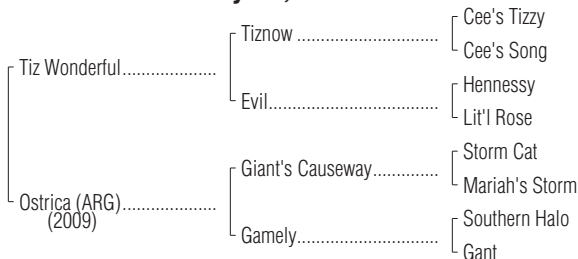 Cee's Tizzy
Tiznow
Cee's Song
Tiz Wonderful
Hennessy
Evil
Lit'l Rose
Storm Cat
Giant's Causeway
Mariah's Storm
Ostrica (ARG)
(2009)
Southern Halo
Gamely
Gant